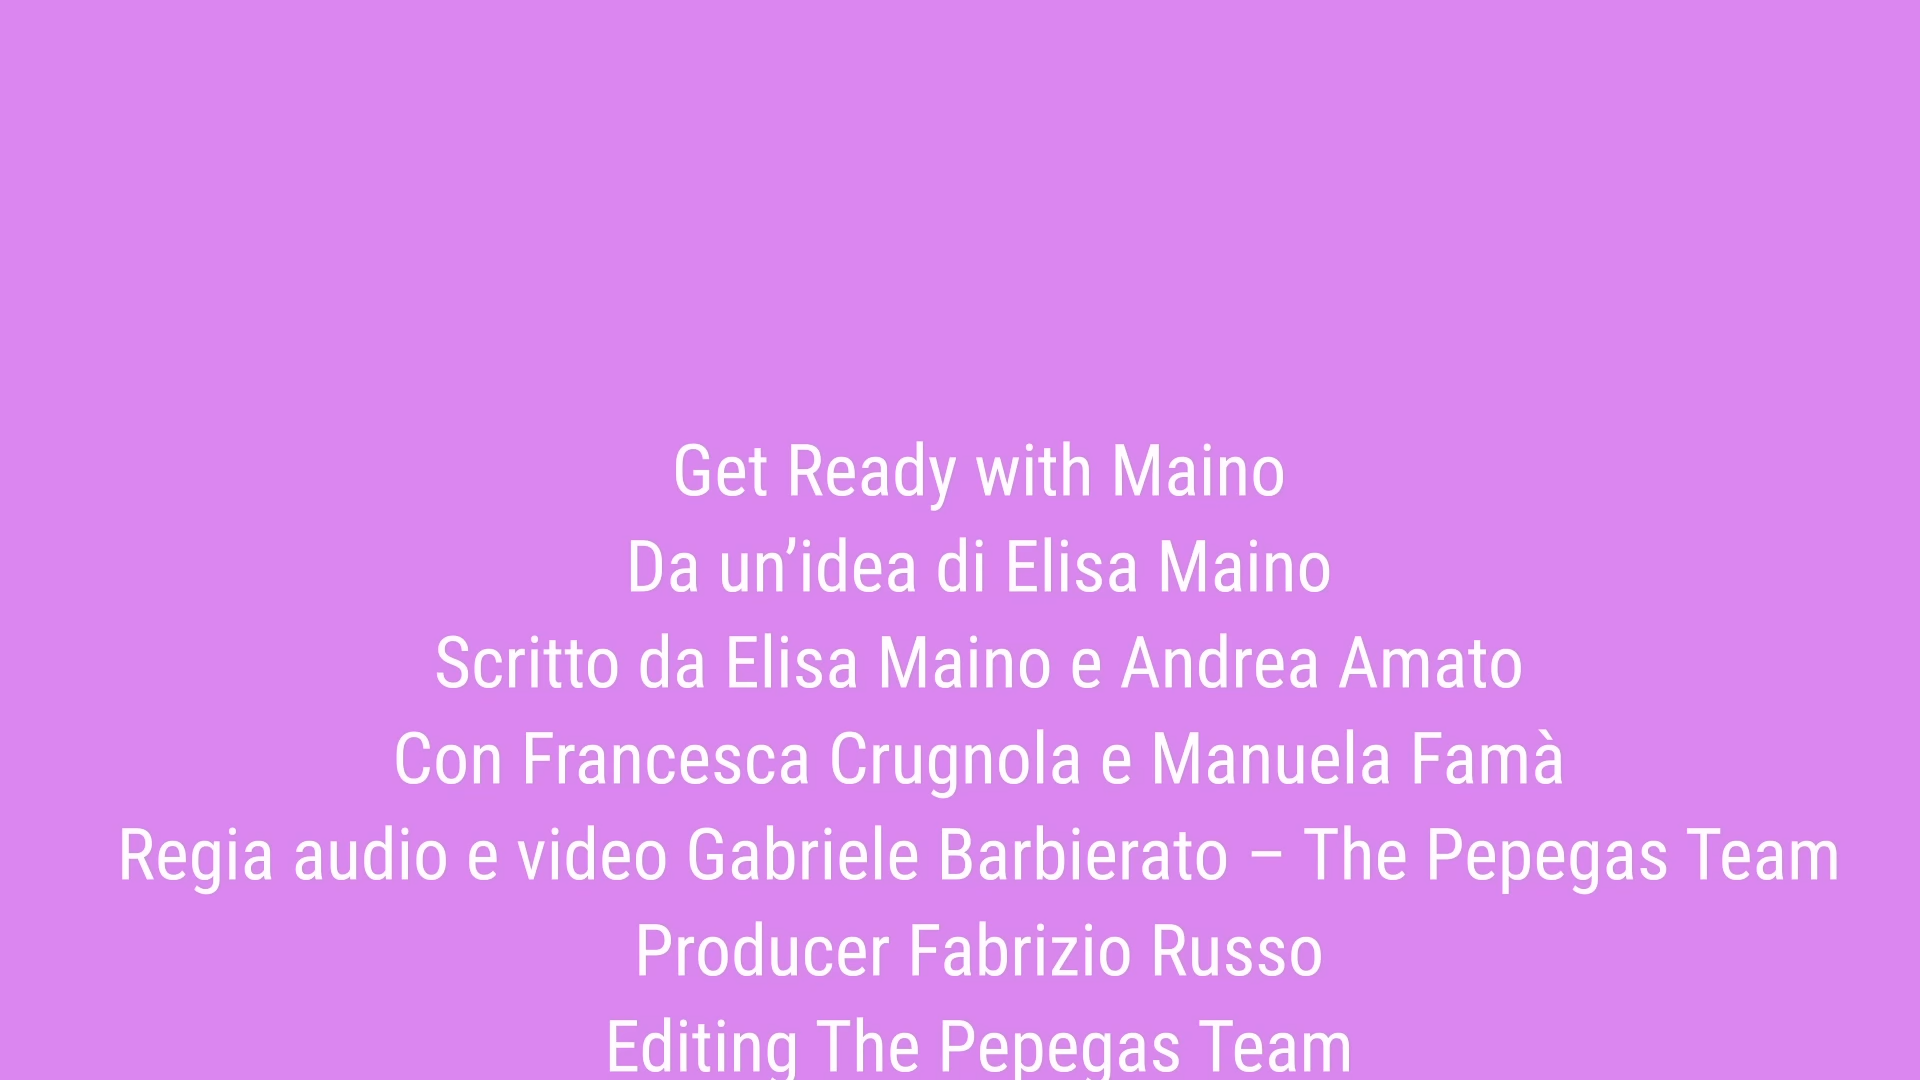 Get Ready with Maino
Da un’idea di Elisa Maino
Scritto da Elisa Maino e Andrea Amato
Con Francesca Crugnola e Manuela Famà
Regia audio e video Gabriele Barbierato – The Pepegas Team
Producer Fabrizio Russo
Editing The Pepegas Team